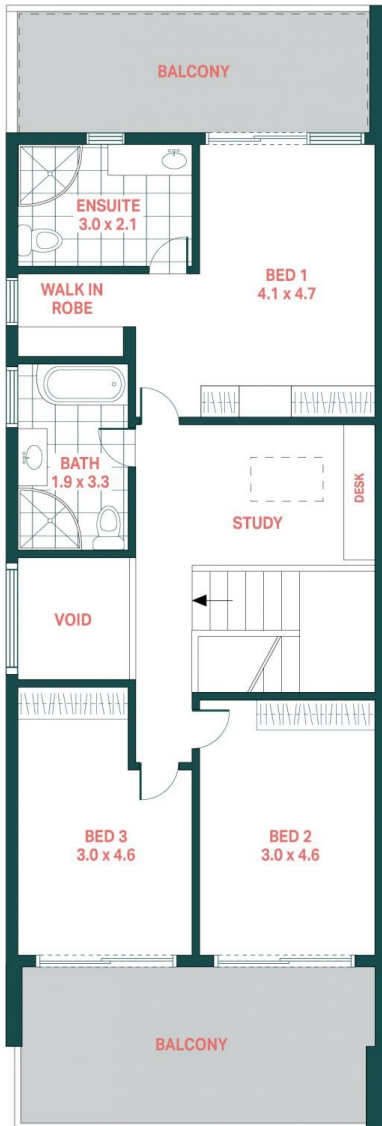 BALCONY
ENSUITE
3.0 x 2.1
BED 1
4.1 x 4.7
WALK IN
ROBE
BATH
1.9 x 3.3
STUDY
DESK
VOID
BED 3
3.0 x 4.6
BED 2
3.0 x 4.6
BALCONY